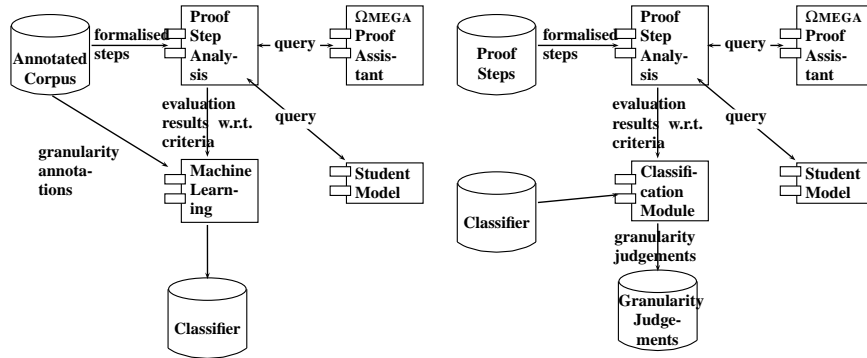 Annotated
Corpus
formalised
steps
Proof
Step
Analy-
sis
query
ΩMEGA
Proof
Assis-
tant
evaluation
results w.r.t.
criteria
query
granularity
annota-
tions
Machine
Learn-
ing
Student
Model
Classifier
Proof
Steps
formalised
steps
Proof
Step
Analy-
sis
query
ΩMEGA
Proof
Assis-
tant
evaluation
results w.r.t.
criteria
query
Classifier
Classifi-
cation
Module
Student
Model
granularity
judgements
Granularity
Judge-
ments